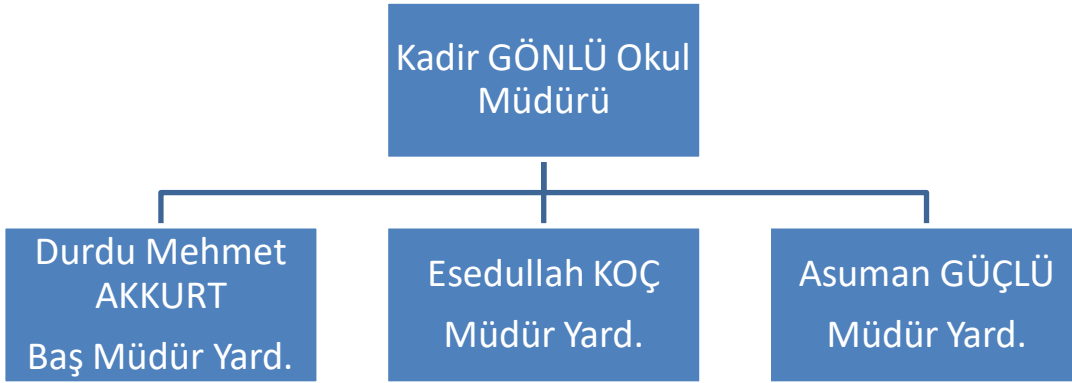 Kadir GÖNLÜ Okul
Müdürü
Durdu Mehmet
AKKURT
Baş Müdür Yard.
Esedullah KOÇ
Müdür Yard.
Asuman GÜÇLÜ
Müdür Yard.